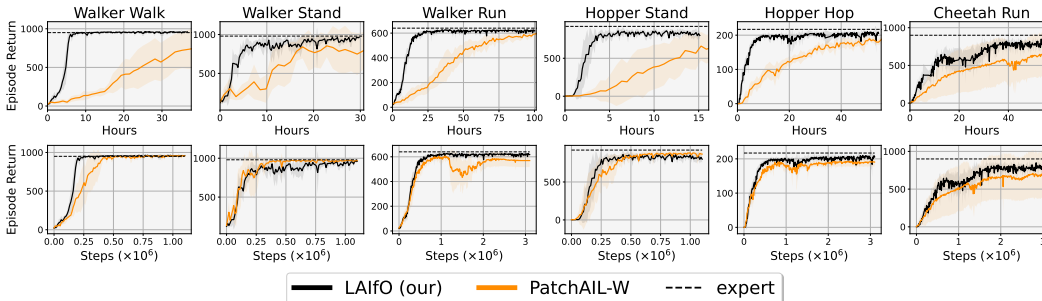 Walker Walk Walker Stand Walker Run Hopper Stand Hopper Hop Cheetah Run
Episode Return
1000 500 0
1000 500
600 400 200 0
500 0
200 100 0
1000 500 0
0 10 20 30
0 10 20 30
0 25 50 75 100
0 5 10 15
0 20 40
0 20 40
Hours Hours Hours Hours Hours Hours
Episode Return
1000 500 0
1000 500
600 400 200 0
500 0
200 100 0
1000 500 0
0.00 0.25 0.50 0.75 1.00
0.00 0.25 0.50 0.75 1.00
0 1 2 3
0.00 0.25 0.50 0.75 1.00
0 1 2 3
0 1 2 3
Steps (×10⁶) Steps (×10⁶) Steps (×10⁶) Steps (×10⁶) Steps (×10⁶) Steps (×10⁶)
LAIfO (our) PatchAIL-W expert